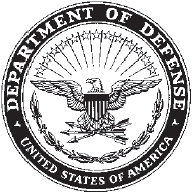 DEPARTMENT OF DEFENSE
UNITED STATES OF AMERICA